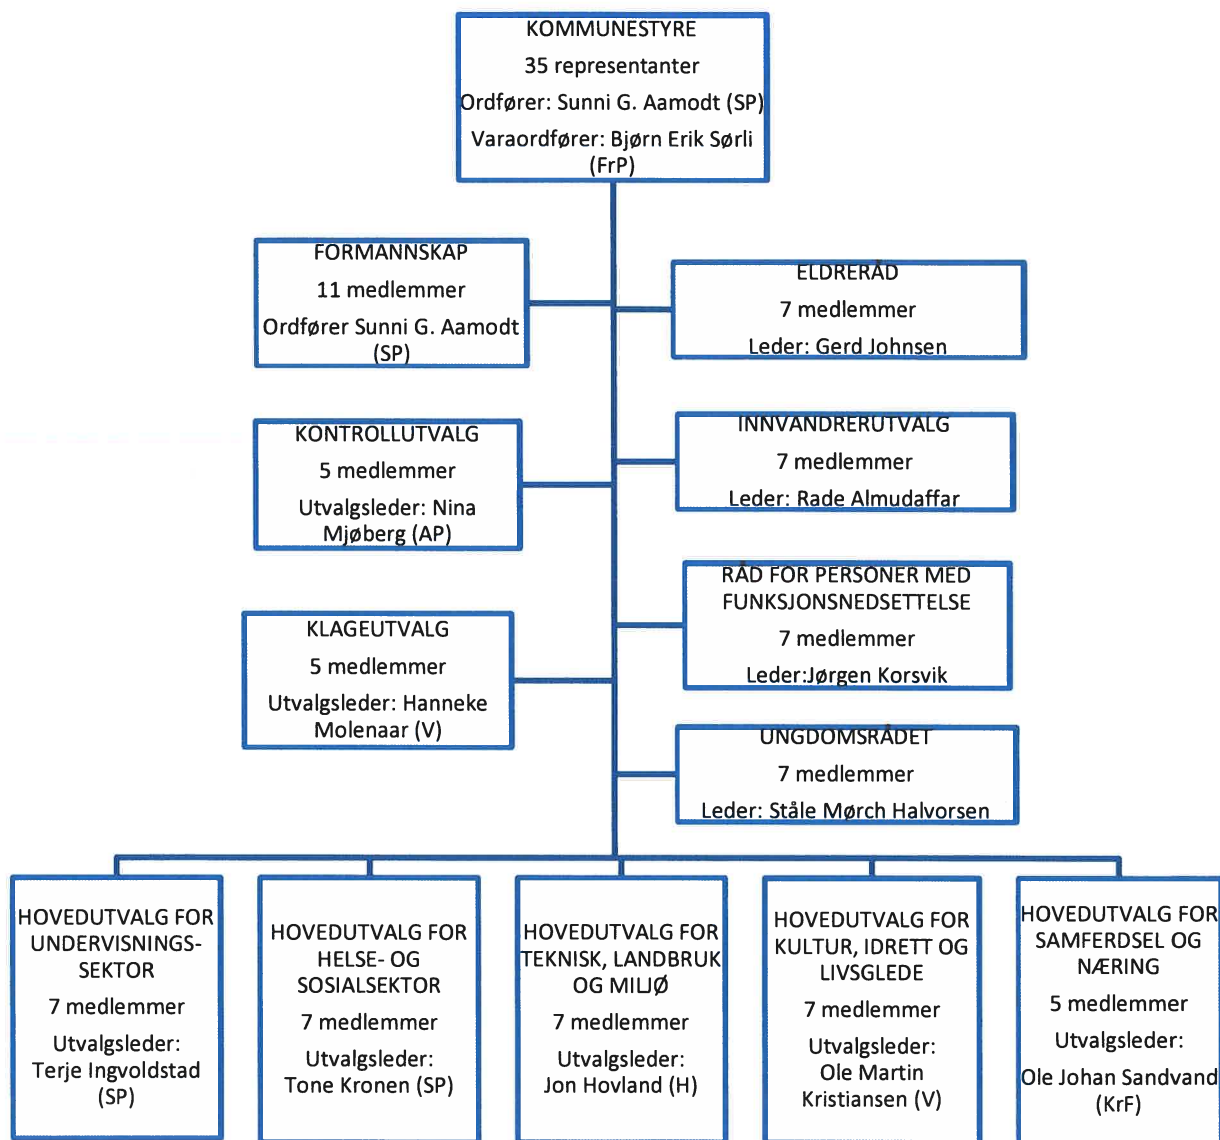 KOMMUNESTYRE
35 representanter
Ordfører: Sunni G. Aamodt (SP)
Varaordfører: Bjørn Erik Sørli
(FrP)
FORMANNSKAP
11 medlemmer
Ordfører Sunni G. Aamodt
(SP)
ELDRERÅD
7 medlemmer
Leder: Gerd Johnsen
KONTROLLUTVALG
5 medlemmer
Utvalgsleder: Nina
Mjøberg (AP)
INNVANDRERUTVALG
7 medlemmer
Leder: Rade Almudaffar
RÅD FOR PERSONER MED
FUNKSJONSNEDSETTELSE
7 medlemmer
Leder:Jørgen Korsvik
KLAGEUTVALG
5 medlemmer
Utvalgsleder: Hanneke
Molenaar (V)
UNGDOMSRÅDET
7 medlemmer
Leder: Ståle Mørch Halvorsen
HOVEDUTVALG FOR
UNDERVISNINGS-
SEKTOR
7 medlemmer
Utvalgsleder:
Terje Ingvoldstad
(SP)
HOVEDUTVALG FOR
HELSE- OG
SOSIALSEKTOR
7 medlemmer
Utvalgsleder:
Tone Kronen (SP)
HOVEDUTVALG FOR
TEKNISK, LANDBRUK
OG MILJØ
7 medlemmer
Utvalgsleder:
Jon Hovland (H)
HOVEDUTVALG FOR
KULTUR, IDRETT OG
LIVSGLEDE
7 medlemmer
Utvalgsleder:
Ole Martin
Kristiansen (V)
HOVEDUTVALG FOR
SAMFERDSEL OG
NÆRING
5 medlemmer
Utvalgsleder:
Ole Johan Sandvand
(KrF)